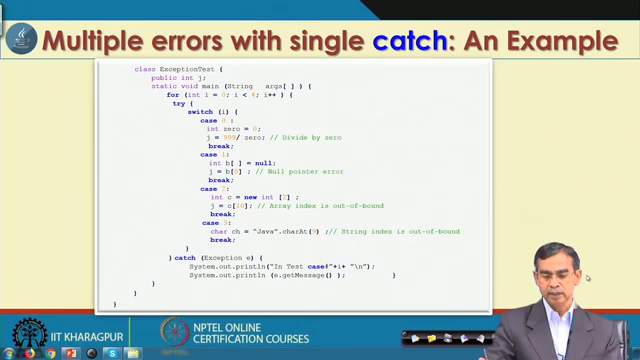 Multiple errors with single catch: An Example
class ExceptionTest {
public int j;
static void main (String args[ ] ) {
for (int i = 0; i < 4; i++ ) {
try {
switch (i) {
case 0 :
int zero = 0;
j = 999/ zero; // Divide by zero
break;
case 1:
int b[ ] = null;
j = b[0] ; // Null pointer error
break;
case 2:
int c = new int [2] ;
j = c[10]; // Array index is out-of-bound
break;
case 3:
char ch = "Java".charAt(9) ;// String index is out-of-bound
break;
}
} catch (Exception e) {
System.out.println("In Test case#"+i+ "\n");
System.out.println (e.getMessage() ); }
}
}
}
IIT KHARAGPUR
NPTEL ONLINE
CERTIFICATION COURSES